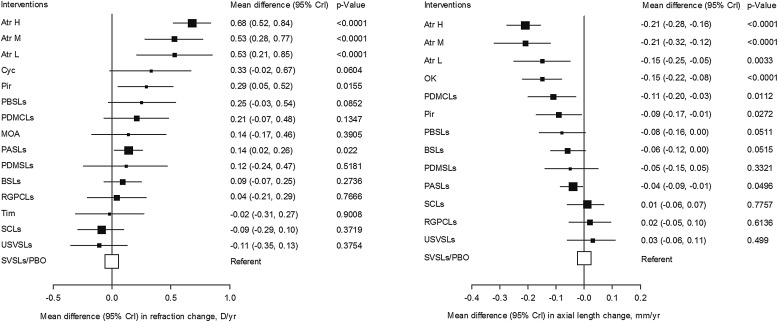 Interventions Mean difference (95% CrI) p-Value
Atr H 0.68 (0.52, 0.84) <0.0001
Atr M 0.53 (0.28, 0.77) <0.0001
Atr L 0.53 (0.21, 0.85) <0.0001
Cyc 0.33 (-0.02, 0.67) 0.0604
Pir 0.29 (0.05, 0.52) 0.0155
PBSLs 0.25 (-0.03, 0.54) 0.0852
PDMCLs 0.21 (-0.07, 0.48) 0.1347
MOA 0.14 (-0.17, 0.46) 0.3905
PASLs 0.14 (0.02, 0.26) 0.022
PDMSLs 0.12 (-0.24, 0.47) 0.5181
BSLs 0.09 (-0.07, 0.25) 0.2736
RGPCLs 0.04 (-0.21, 0.29) 0.7666
Tim -0.02 (-0.31, 0.27) 0.9008
SCLs -0.09 (-0.29, 0.10) 0.3719
USVSLs -0.11 (-0.35, 0.13) 0.3754
SVSLs/PBO Referent
-0.5 0.0 0.5 1.0
Mean difference (95% CrI) in refraction change, D/yr
Interventions Mean difference (95% CrI) p-Value
Atr H -0.21 (-0.28, -0.16) <0.0001
Atr M -0.21 (-0.32, -0.12) <0.0001
Atr L -0.15 (-0.25, -0.05) 0.0033
OK -0.15 (-0.22, -0.08) <0.0001
PDMCLs -0.11 (-0.20, -0.03) 0.0112
Pir -0.09 (-0.17, -0.01) 0.0272
PBSLs -0.08 (-0.16, 0.00) 0.0511
BSLs -0.06 (-0.12, 0.00) 0.0515
PDMSLs -0.05 (-0.15, 0.05) 0.3321
PASLs -0.04 (-0.09, -0.01) 0.0496
SCLs 0.01 (-0.06, 0.07) 0.7757
RGPCLs 0.02 (-0.05, 0.10) 0.6136
USVSLs 0.03 (-0.06, 0.11) 0.499
SVSLs/PBO Referent
-0.4 -0.3 -0.2 -0.1 -0.0 0.1 0.2
Mean difference (95% CrI) in axial length change, mm/yr